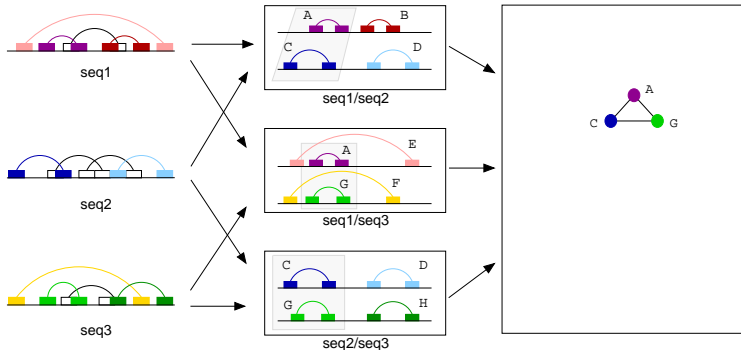 seq1
seq2
seq3
A B
C D
seq1/seq2
A E
G F
seq1/seq3
C D
G H
seq2/seq3
A
C G